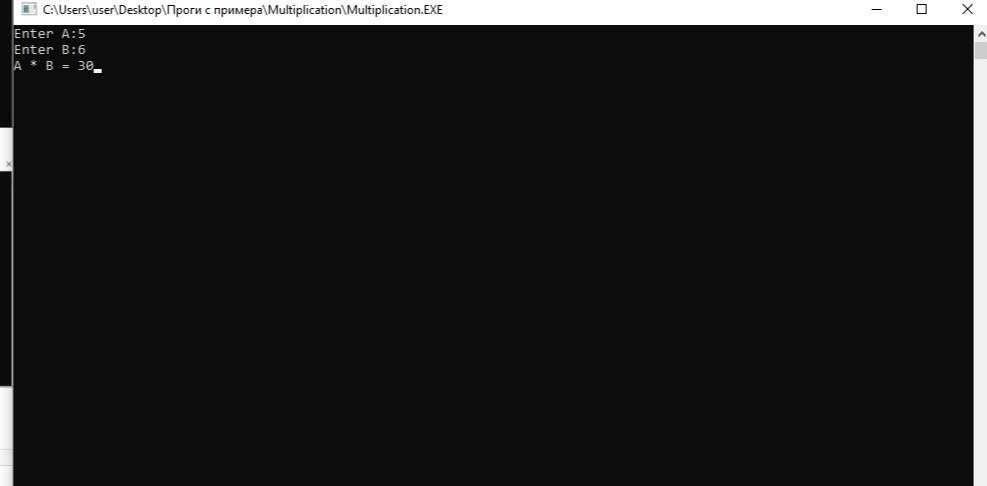 C:\Users\user\Desktop\Проги с примера\Multiplication\Multiplication.EXE
Enter A:5
Enter B:6
A * B = 30